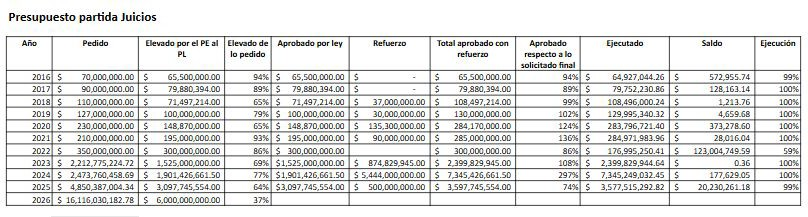 Presupuesto partida Juicios
Año Pedido Elevado por el PE al PL Elevado de lo pedido Aprobado por ley Refuerzo Total aprobado con refuerzo Aprobado respecto a lo solicitado final Ejecutado Saldo Ejecución
2016 $ 70,000,000.00 $ 65,500,000.00 94% $ 65,500,000.00 $ - $ 65,500,000.00 94% $ 64,927,044.26 $ 572,955.74 99%
2017 $ 90,000,000.00 $ 79,880,394.00 89% $ 79,880,394.00 $ - $ 79,880,394.00 89% $ 79,752,230.86 $ 128,163.14 100%
2018 $ 110,000,000.00 $ 71,497,214.00 65% $ 71,497,214.00 $ 37,000,000.00 $ 108,497,214.00 99% $ 108,496,000.24 $ 1,213.76 100%
2019 $ 127,000,000.00 $ 100,000,000.00 79% $ 100,000,000.00 $ 30,000,000.00 $ 130,000,000.00 102% $ 129,995,340.32 $ 4,659.68 100%
2020 $ 230,000,000.00 $ 148,870,000.00 65% $ 148,870,000.00 $ 135,300,000.00 $ 284,170,000.00 124% $ 283,796,721.40 $ 373,278.60 100%
2021 $ 210,000,000.00 $ 195,000,000.00 93% $ 195,000,000.00 $ 90,000,000.00 $ 285,000,000.00 136% $ 284,971,983.96 $ 28,016.04 100%
2022 $ 350,000,000.00 $ 300,000,000.00 86% $ 300,000,000.00 $ 300,000,000.00 86% $ 176,995,250.41 $ 123,004,749.59 59%
2023 $ 2,212,775,224.72 $ 1,525,000,000.00 69% $1,525,000,000.00 $ 874,829,945.00 $ 2,399,829,945.00 108% $ 2,399,829,944.64 $ 0.36 100%
2024 $ 2,473,760,458.69 $ 1,901,426,661.50 77% $1,901,426,661.50 $ 5,444,000,000.00 $ 7,345,426,661.50 297% $ 7,345,249,032.45 $ 177,629.05 100%
2025 $ 4,850,387,004.34 $ 3,097,745,554.00 64% $3,097,745,554.00 $ 500,000,000.00 $ 3,597,745,554.00 74% $ 3,577,515,292.82 $ 20,230,261.18 99%
2026 $ 16,116,030,182.78 $ 6,000,000,000.00 37%